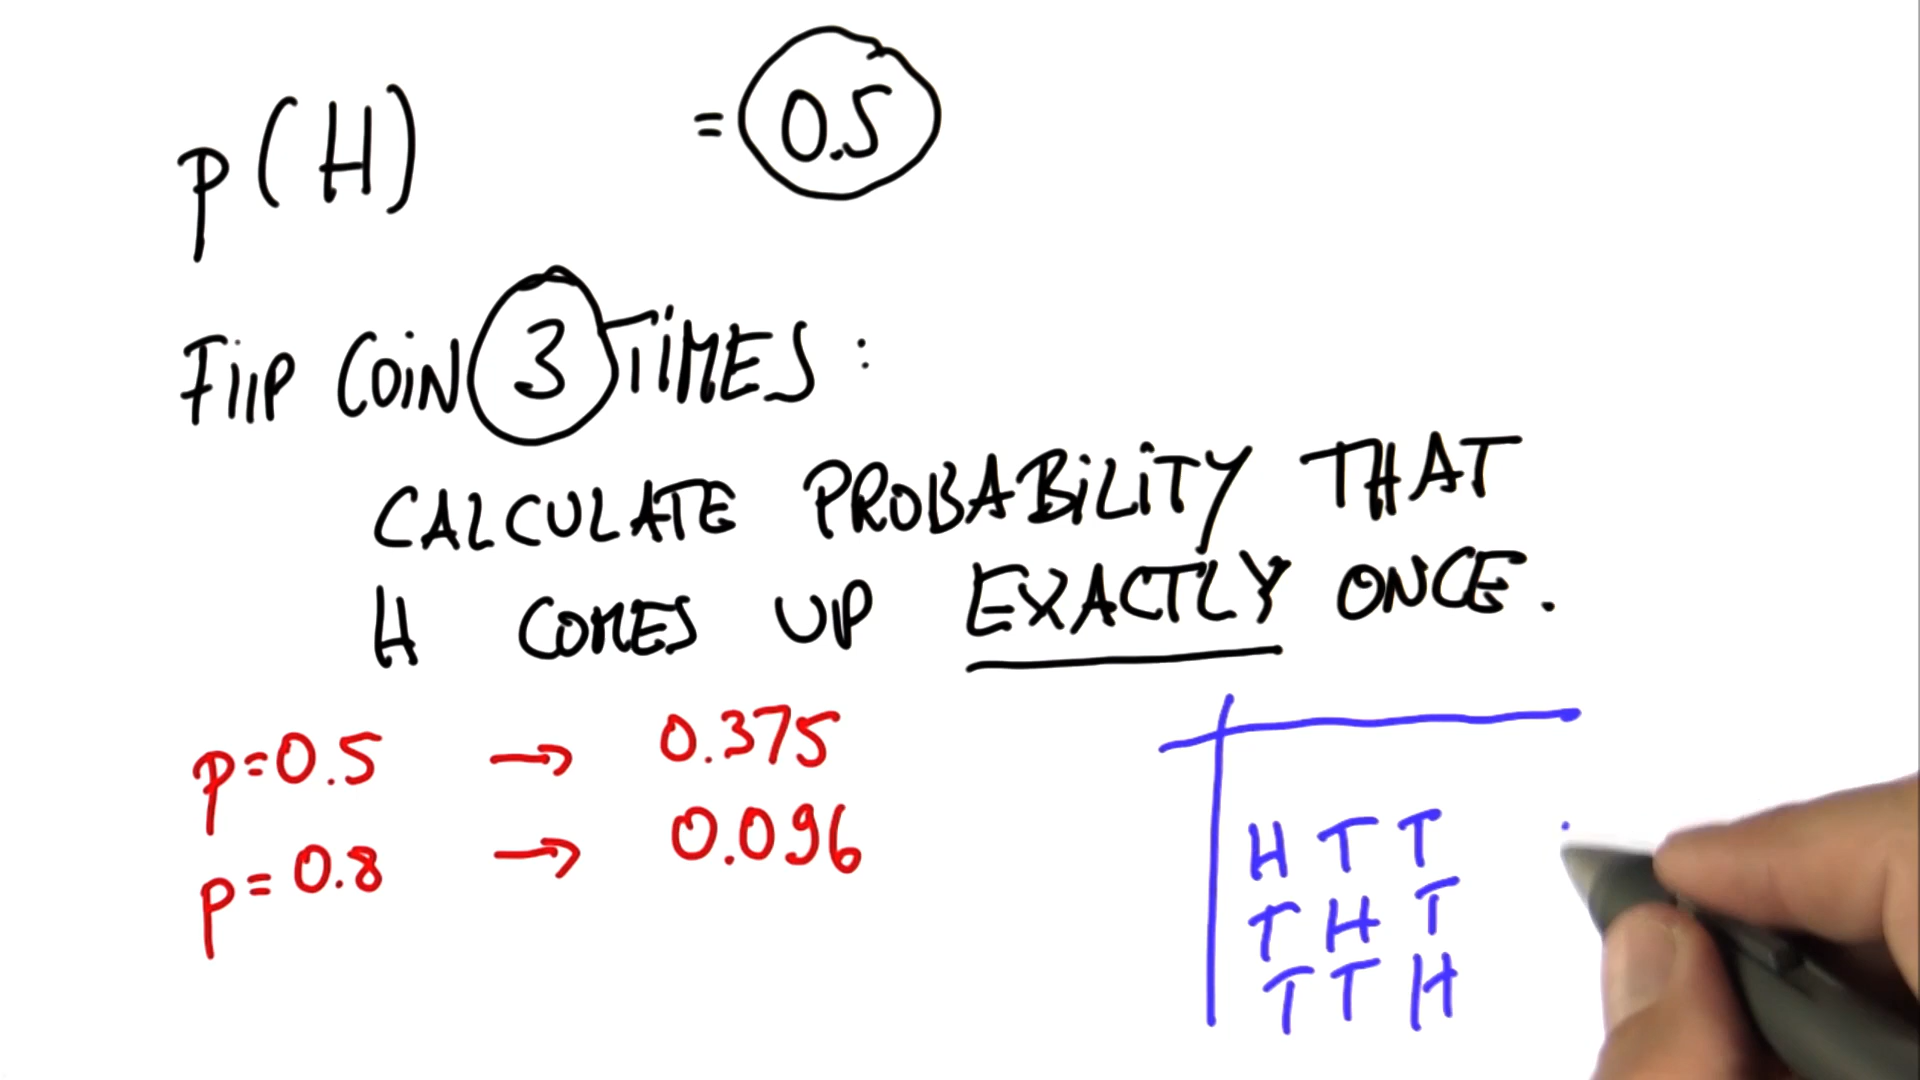 p(H) = 0.5
FLIP COIN 3 TIMES:
CALCULATE PROBABILITY THAT
H COMES UP EXACTLY ONCE.
p=0.5 → 0.375
p=0.8 → 0.096
H T T
T H T
T T H